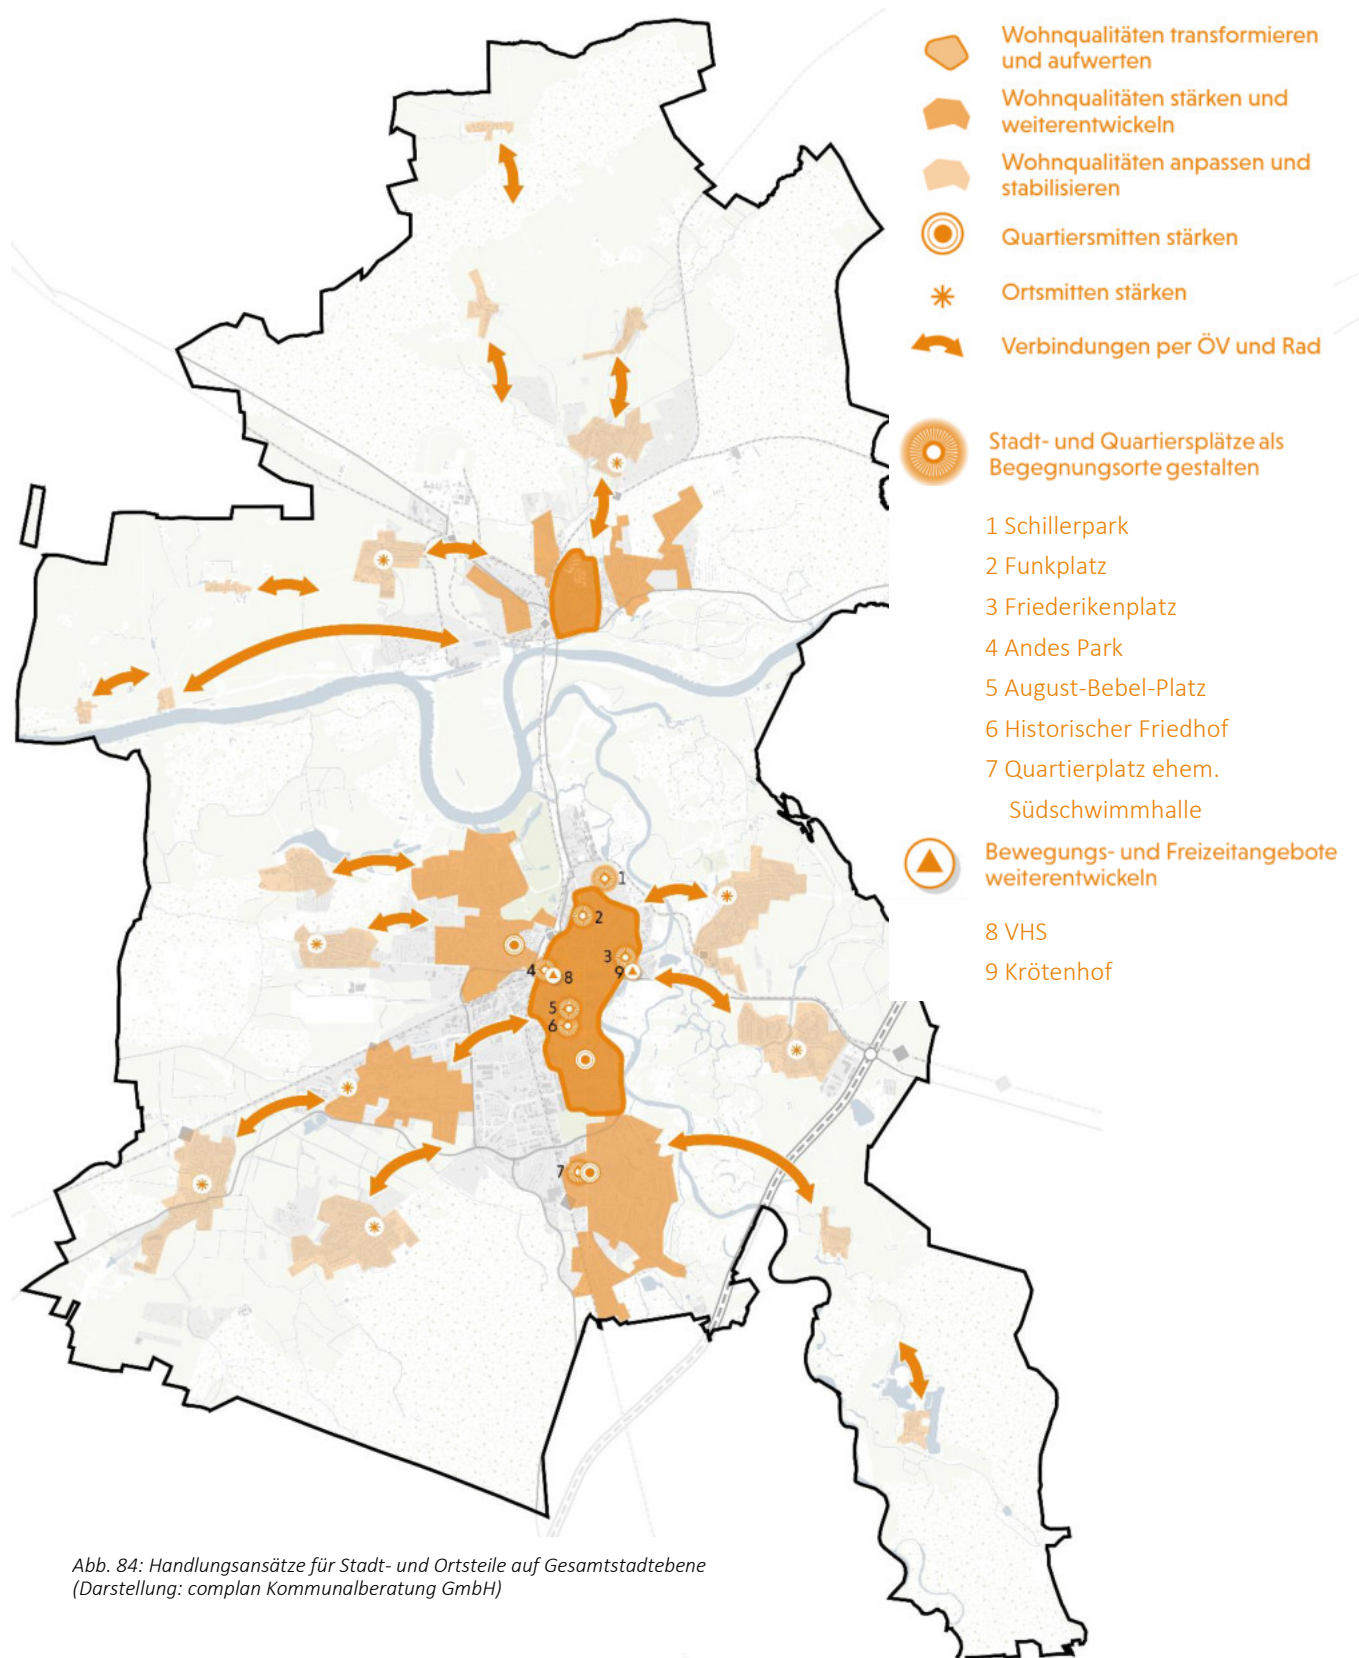 Wohnqualitäten transformieren
und aufwerten
Wohnqualitäten stärken und
weiterentwickeln
Wohnqualitäten anpassen und
stabilisieren
Quartiersmitten stärken
Ortsmitten stärken
Verbindungen per ÖV und Rad
Stadt- und Quartiersplätze als
Begegnungsorte gestalten
1 Schillerpark
2 Funkplatz
3 Friederikenplatz
4 Andes Park
5 August-Bebel-Platz
6 Historischer Friedhof
7 Quartierplatz ehem.
Südschwimmhalle
Bewegungs- und Freizeitangebote
weiterentwickeln
8 VHS
9 Krötenhof
1
2
3
4
8
9
5
6
7
Abb. 84: Handlungsansätze für Stadt- und Ortsteile auf Gesamtstadtebene
(Darstellung: complan Kommunalberatung GmbH)